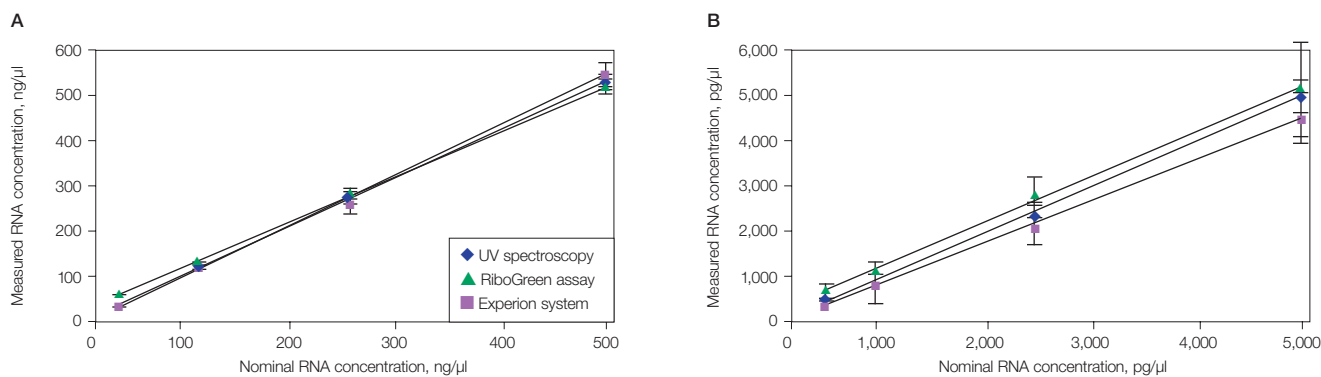 A
Measured RNA concentration, ng/µl
600
500
400
300
200
100
0
0
100
200
300
400
500
Nominal RNA concentration, ng/µl
UV spectroscopy
RiboGreen assay
Experion system
B
Measured RNA concentration, pg/µl
6,000
5,000
4,000
3,000
2,000
1,000
0
0
1,000
2,000
3,000
4,000
5,000
Nominal RNA concentration, pg/µl